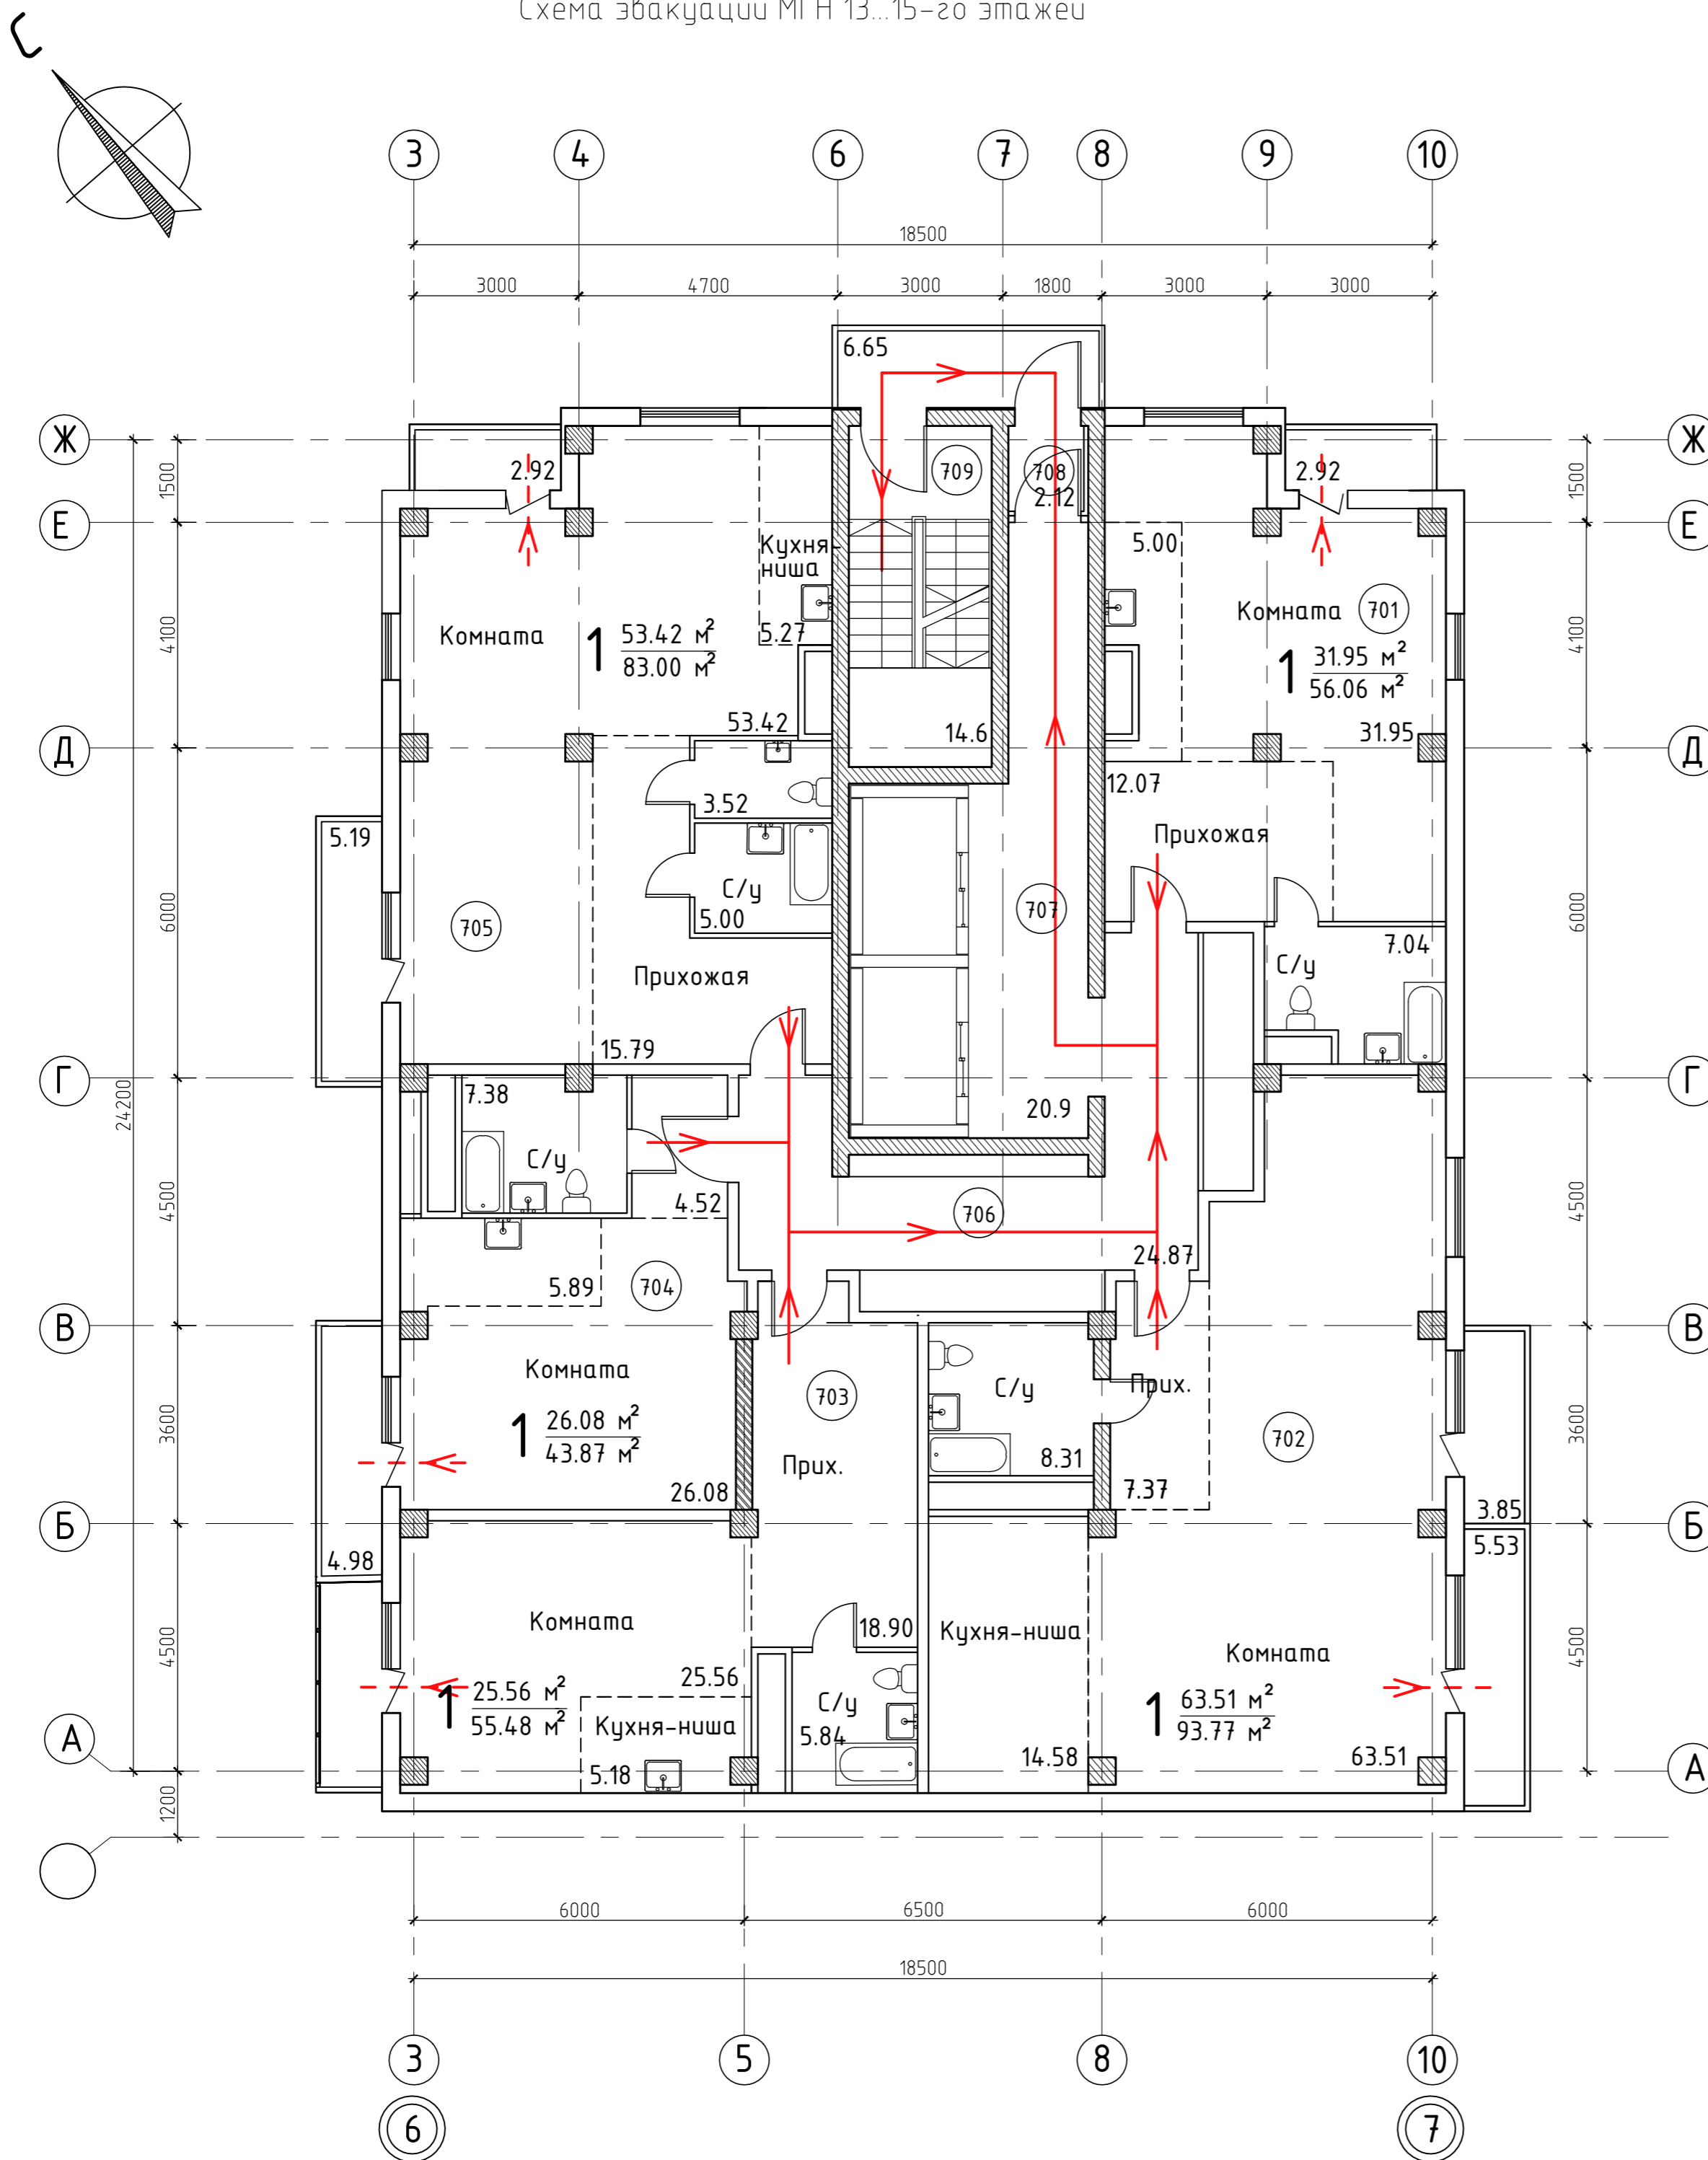 Схема эвакуации МГН 13...15-го этажей
С
3 4 6 7 8 9 10
18500
3000 4700 3000 1800 3000 3000
6.65
Ж Ж
1500 2.92 709 708 2.92 1500
2.12
Е Е
Кухня 5.00
ниша
Комната 701
Комната 1 53.42 м² 5.27
83.00 м²
4100 4100
1 31.95 м²
56.06 м²
53.42 14.6 31.95
Д Д
3.52 12.07
5.19 Прихожая
С/у
5.00
6000 705 707 6000
7.04
С/у
Прихожая
15.79
Г Г
24200
7.38 20.9
С/у
4500 4.52 706 4500
24.87
5.89 704
В В
Комната
703 С/у Прих.
3600 1 26.08 м² 702 3600
43.87 м²
Прих. 8.31
26.08 7.37
3.85
Б Б
4.98 5.53
Комната 18.90 Кухня-ниша
4500 Комната 4500
25.56
1 25.56 м² С/у 1 63.51 м²
55.48 м² Кухня-ниша 5.84 93.77 м²
А А
5.18 14.58 63.51
1200
6000 6500 6000
18500
3 5 8 10
6 7